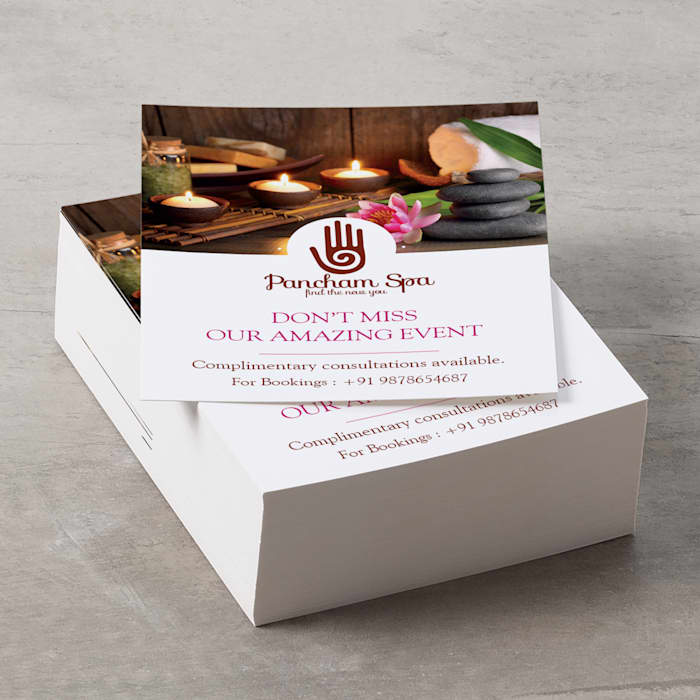 Pancham Spa
find the new you
DON'T MISS
OUR AMAZING EVENT
Complimentary consultations available.
For Bookings : +91 9878654687
OUR A
Complimentary consultations available.
For Bookings : +91 9878654687